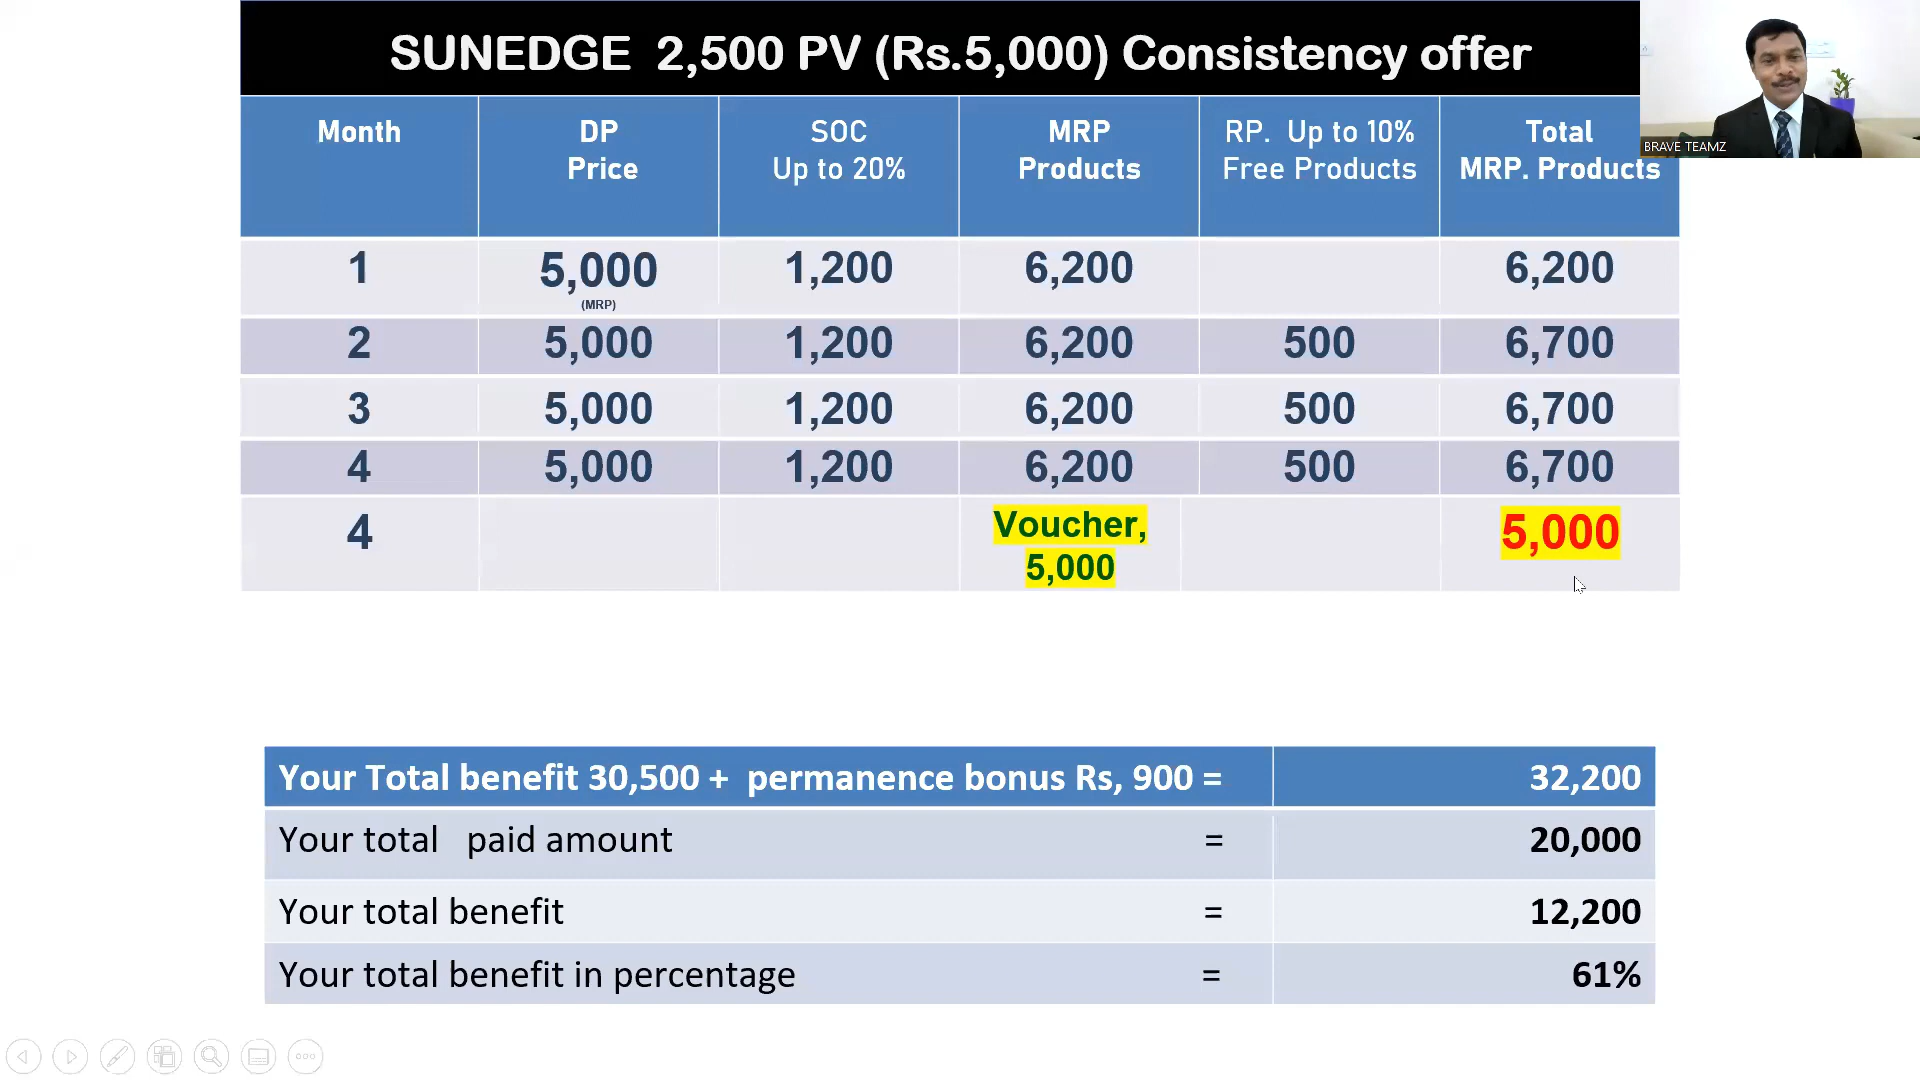 SUNEDGE 2,500 PV (Rs.5,000) Consistency offer
BRAVE TEAMZ
Month DP Price SOC Up to 20% MRP Products RP. Up to 10% Free Products Total MRP. Products
1 5,000 (MRP) 1,200 6,200 6,200
2 5,000 1,200 6,200 500 6,700
3 5,000 1,200 6,200 500 6,700
4 5,000 1,200 6,200 500 6,700
4 Voucher, 5,000 5,000
Your Total benefit 30,500 + permanence bonus Rs, 900 = 32,200
Your total paid amount = 20,000
Your total benefit = 12,200
Your total benefit in percentage = 61%